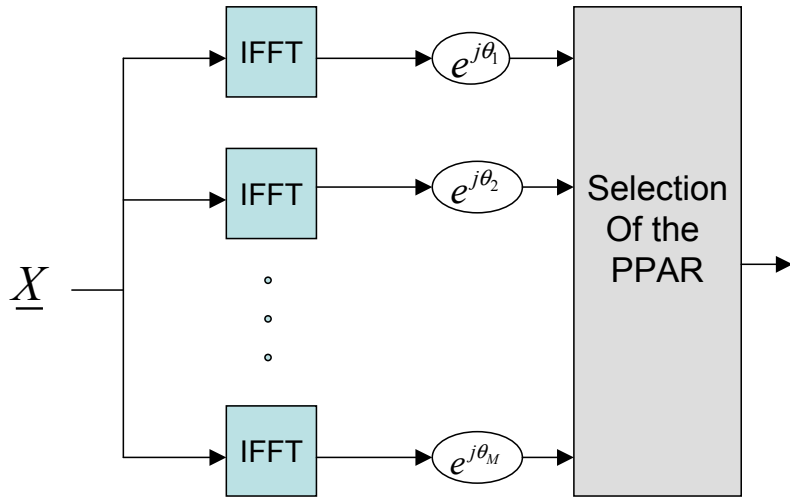 IFFT
e^{jθ_1}
IFFT
e^{jθ_2}
Selection
Of the
PPAR
X
IFFT
e^{jθ_M}